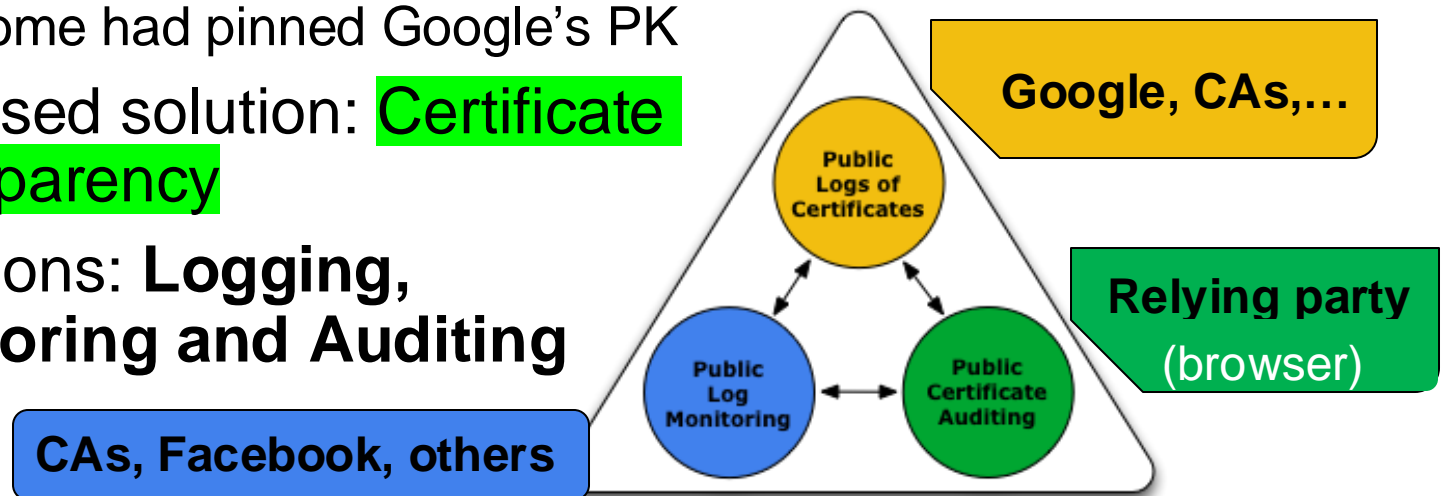 ome had pinned Google's PK
sed solution: Certificate
parency
ons: Logging,
oring and Auditing
Google, CAs,...
Public
Logs of
Certificates
Relying party
(browser)
Public
Log
Monitoring
Public
Certificate
Auditing
CAs, Facebook, others